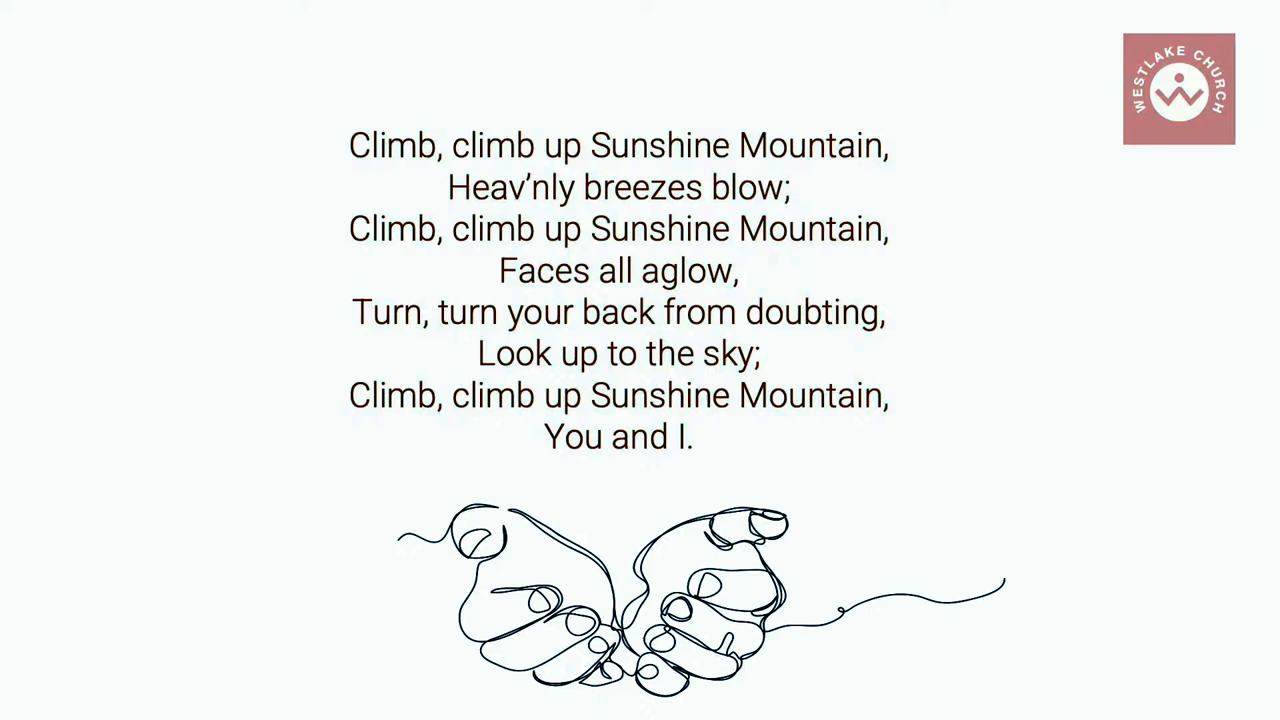 WESTLAKE CHURCH
Climb, climb up Sunshine Mountain,
Heav’nly breezes blow;
Climb, climb up Sunshine Mountain,
Faces all aglow,
Turn, turn your back from doubting,
Look up to the sky;
Climb, climb up Sunshine Mountain,
You and I.